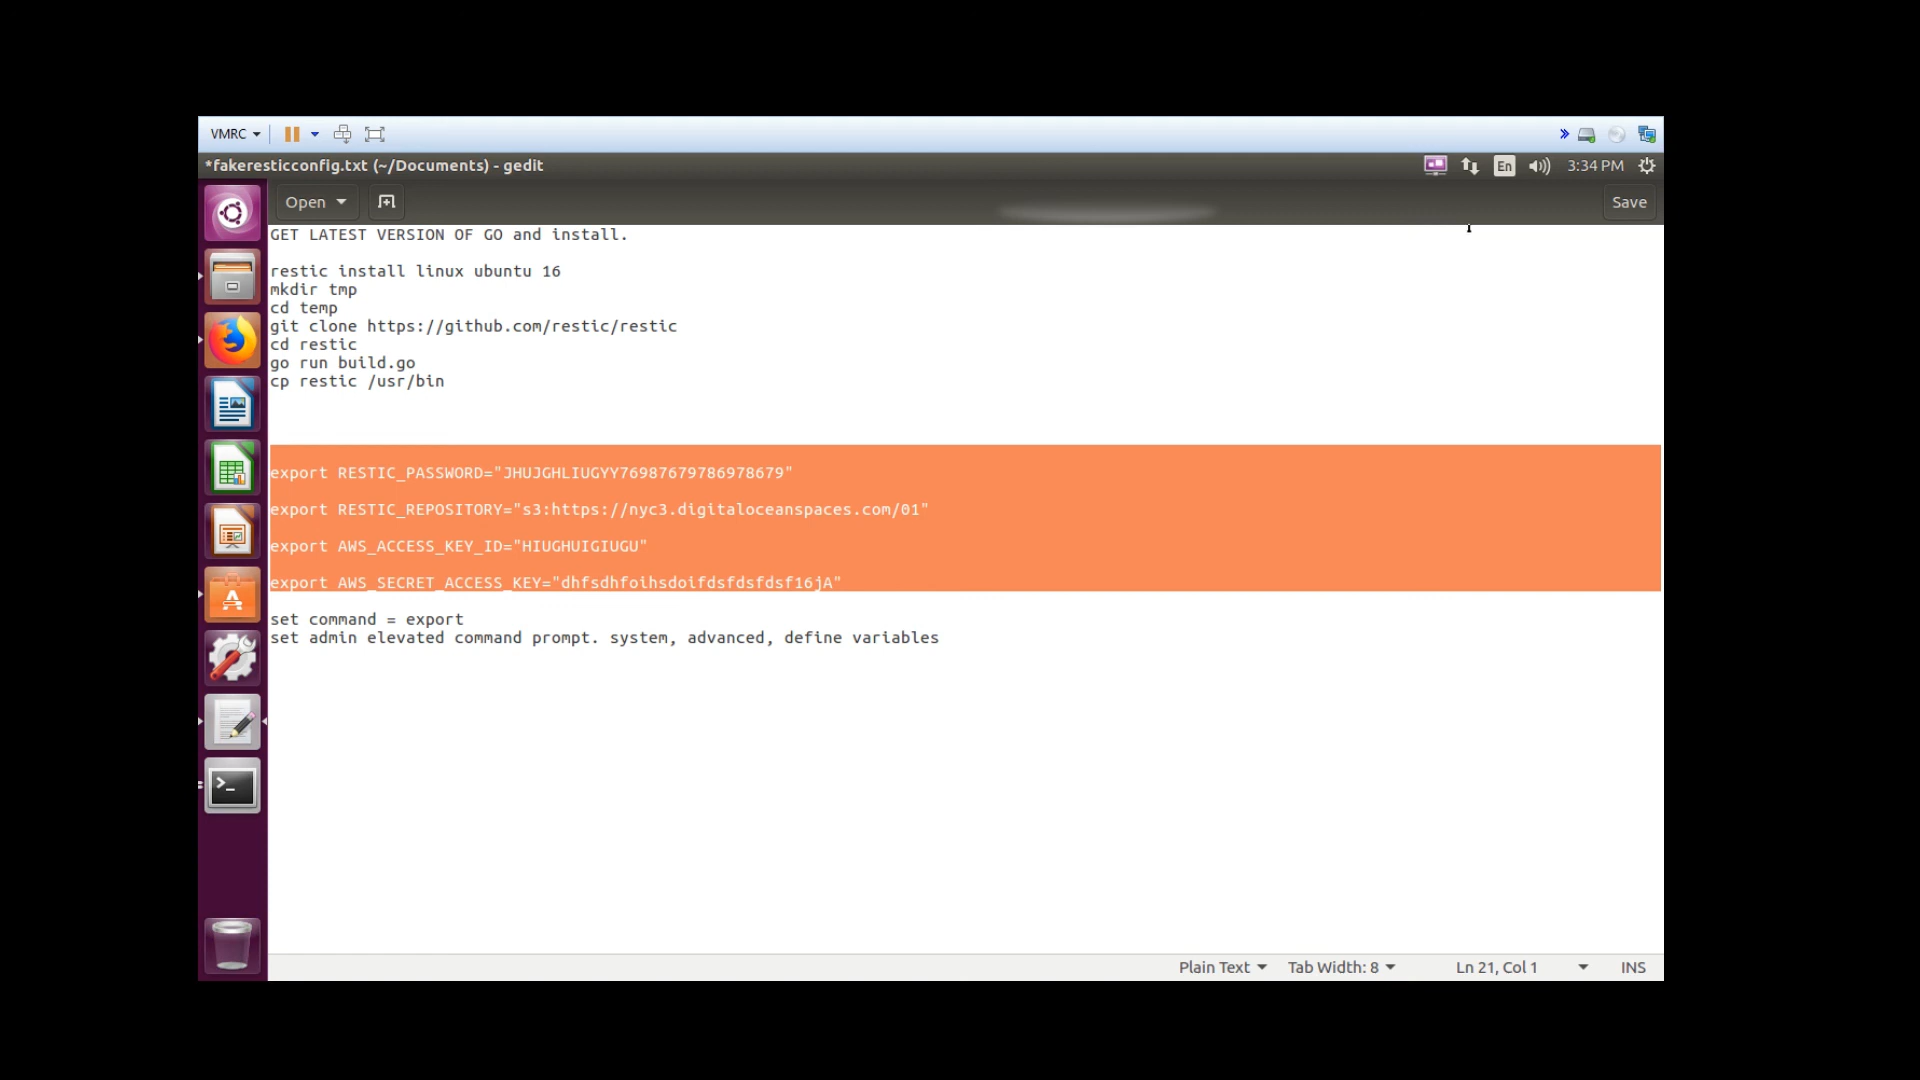 VMRC
*fakeresticconfig.txt (~/Documents) - gedit
En
3:34 PM
Open
Save
GET LATEST VERSION OF GO and install.
restic install linux ubuntu 16
mkdir tmp
cd temp
git clone https://github.com/restic/restic
cd restic
go run build.go
cp restic /usr/bin
export RESTIC_PASSWORD="JHUJGHLIUGYY76987679786978679"
export RESTIC_REPOSITORY="s3:https://nyc3.digitaloceanspaces.com/01"
export AWS_ACCESS_KEY_ID="HIUGHUIGIUGU"
export AWS_SECRET_ACCESS_KEY="dhfsdhfoihsdoifdsfdsfdsf16jA"
set command = export
set admin elevated command prompt. system, advanced, define variables
Plain Text
Tab Width: 8
Ln 21, Col 1
INS